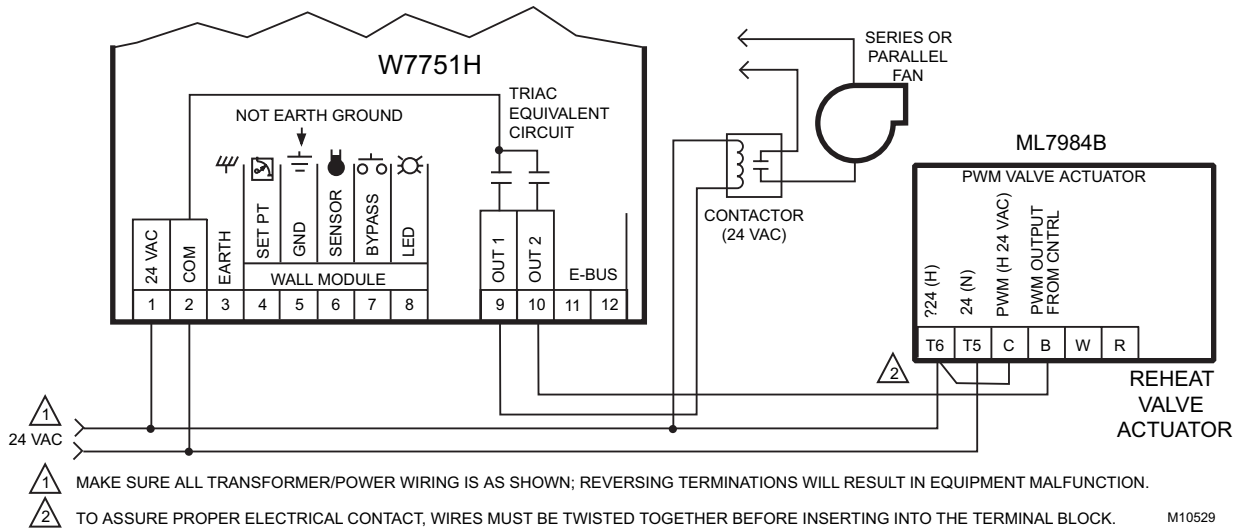 W7751H
TRIAC
EQUIVALENT
CIRCUIT
NOT EARTH GROUND
24 VAC
COM
EARTH
SET PT
GND
SENSOR
BYPASS
LED
WALL MODULE
OUT 1
OUT 2
E-BUS
1 2 3 4 5 6 7 8 9 10 11 12
SERIES OR
PARALLEL
FAN
CONTACTOR
(24 VAC)
ML7984B
PWM VALVE ACTUATOR
?24 (H)
24 (N)
PWM (H 24 VAC)
PWM OUTPUT
FROM CNTRL
T6 T5 C B W R
2
REHEAT
VALVE
ACTUATOR
1
24 VAC
1 MAKE SURE ALL TRANSFORMER/POWER WIRING IS AS SHOWN; REVERSING TERMINATIONS WILL RESULT IN EQUIPMENT MALFUNCTION.
2 TO ASSURE PROPER ELECTRICAL CONTACT, WIRES MUST BE TWISTED TOGETHER BEFORE INSERTING INTO THE TERMINAL BLOCK.
M10529